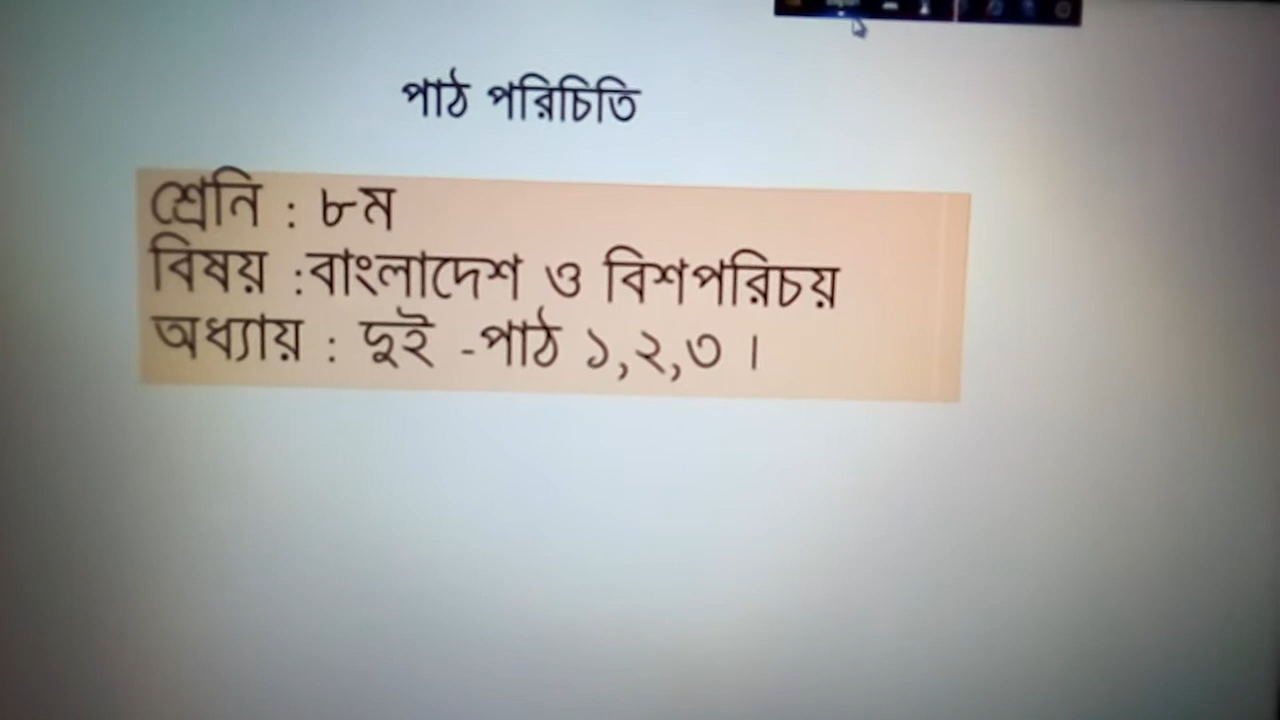 পাঠ পরিচিতি
শ্রেনি : ৮ম
বিষয় :বাংলাদেশ ও বিশপরিচয়
অধ্যায় : দুই -পাঠ ১,২,৩ ।